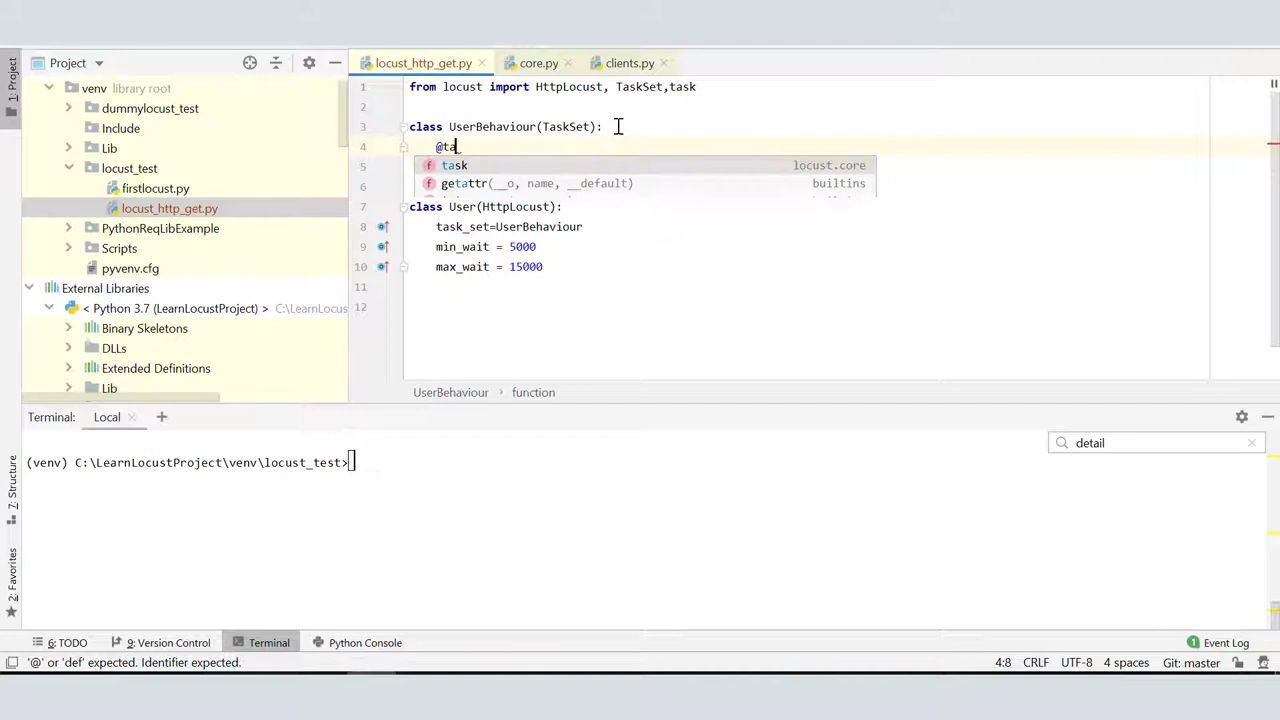 Project
locust_http_get.py
core.py
clients.py
1: Project
venv library root
dummylocust_test
Include
Lib
locust_test
firstlocust.py
locust_http_get.py
PythonReqLibExample
Scripts
pyvenv.cfg
External Libraries
< Python 3.7 (LearnLocustProject) > C:\LearnLocus
Binary Skeletons
DLLs
Extended Definitions
Lib
1 from locust import HttpLocust, TaskSet,task
2
3 class UserBehaviour(TaskSet):
4 @ta
5
6
f task locust.core
f getattr(__o, name, __default) builtins
7 class User(HttpLocust):
8 task_set=UserBehaviour
9 min_wait = 5000
10 max_wait = 15000
11
12
UserBehaviour > function
Terminal: Local +
detail
(venv) C:\LearnLocustProject\venv\locust_test>
7: Structure
2: Favorites
6: TODO
9: Version Control
Terminal
Python Console
1 Event Log
'@' or 'def' expected. Identifier expected.
4:8 CRLF UTF-8 4 spaces Git: master